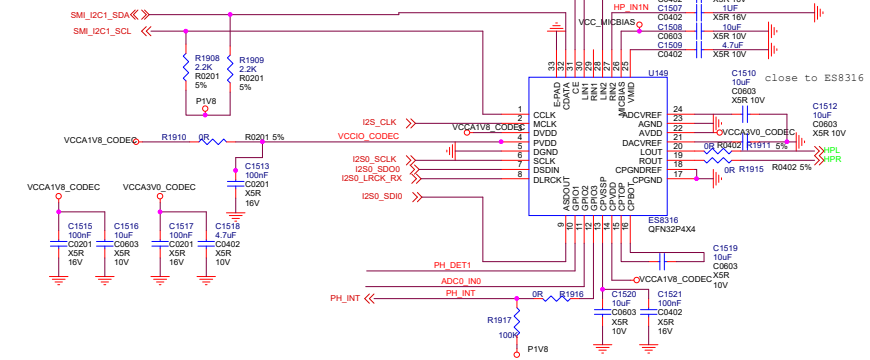 HP_IN1N
C0402
X5R 10V
C1507
1UF
C0402
X5R 16V
SMI_I2C1_SDA
SMI_I2C1_SCL
VCC_MICBIAS
C1508
10uF
C0603
X5R 10V
C1509
4.7uF
C0402
X5R 10V
R1908
2.2K
R0201
5%
R1909
2.2K
R0201
5%
P1V8
33
32
31
30
29
28
27
26
25
U149
E-PAD
CDATA
CE
LIN1
RIN1
LIN2
RIN2
MICBIAS
VMID
C1510
10uF
C0603
X5R 10V
close to ES8316
C1512
10uF
C0603
X5R 10V
I2S_CLK
VCCA1V8_CODEC
VCCA1V8_CODEC
R1910
0R
R0201 5%
VCCIO_CODEC
1
2
3
4
5
6
7
8
CCLK
MCLK
DVDD
PVDD
DGND
SCLK
DSDIN
DLRCK
ADCVREF
AGND
AVDD
DACVREF
LOUT
ROUT
CPGNDREF
CPGND
24
23
22
21
20
19
18
17
VCCA3V0_CODEC
0R
R0402
R1911
5%
HPL
HPR
R0402 5%
0R
R1915
I2S0_SCLK
I2S0_SDO0
I2S0_LRCK_RX
I2S0_SDI0
C1513
100nF
C0201
X5R
16V
VCCA1V8_CODEC
VCCA3V0_CODEC
ASDOUT
GPIO1
GPIO2
GPIO3
CPVSSP
CPVDD
CPTOP
CPBOT
ES8316
QFN32P4X4
9
10
11
12
13
14
15
16
C1515
100nF
C0201
X5R
16V
C1516
10uF
C0603
X5R
10V
C1517
100nF
C0201
X5R
16V
C1518
4.7uF
C0402
X5R
10V
C1519
10uF
C0603
X5R
10V
PH_DET1
ADC0_IN0
VCCA1V8_CODEC
PH_INT
PH_INT
0R
R1916
C1520
10uF
C0603
X5R
10V
C1521
100nF
C0402
X5R
16V
R1917
100K
P1V8